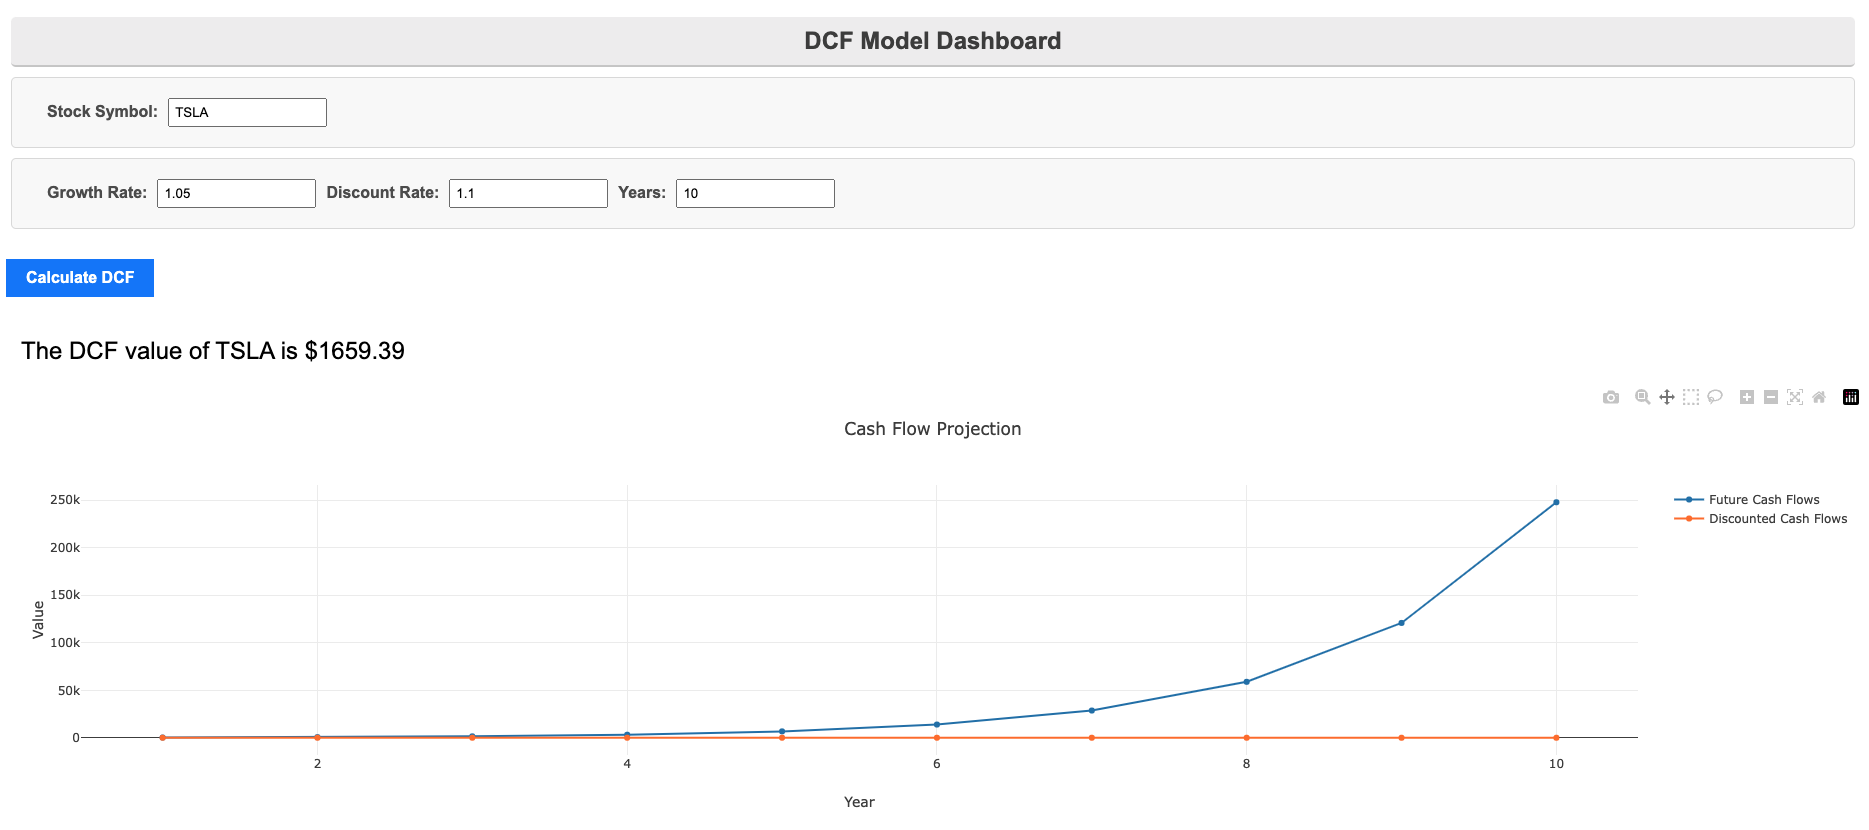 DCF Model Dashboard
Stock Symbol: TSLA
Growth Rate: 1.05 Discount Rate: 1.1 Years: 10
Calculate DCF
The DCF value of TSLA is $1659.39
Cash Flow Projection
250k
200k
150k
100k
50k
0
Value
2 4 6 8 10
Year
Future Cash Flows
Discounted Cash Flows